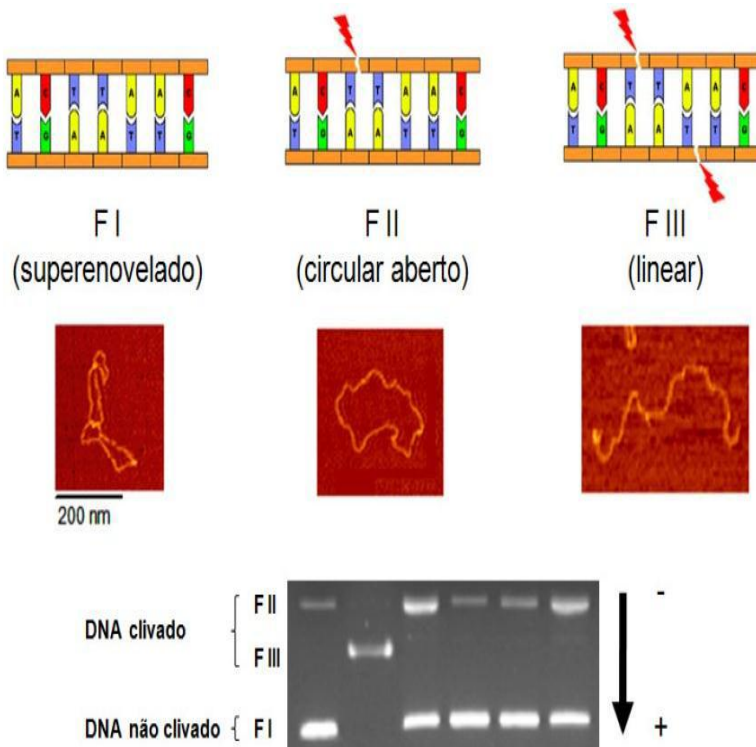 A C T T A A C
T G A A T T G
A C T T A A C
T G A A T T G
A C T T A A C
T G A A T T G
F I
(superenovelado)
F II
(circular aberto)
F III
(linear)
200 nm
DNA clivado
F II
F III
DNA não clivado
F I
-
+